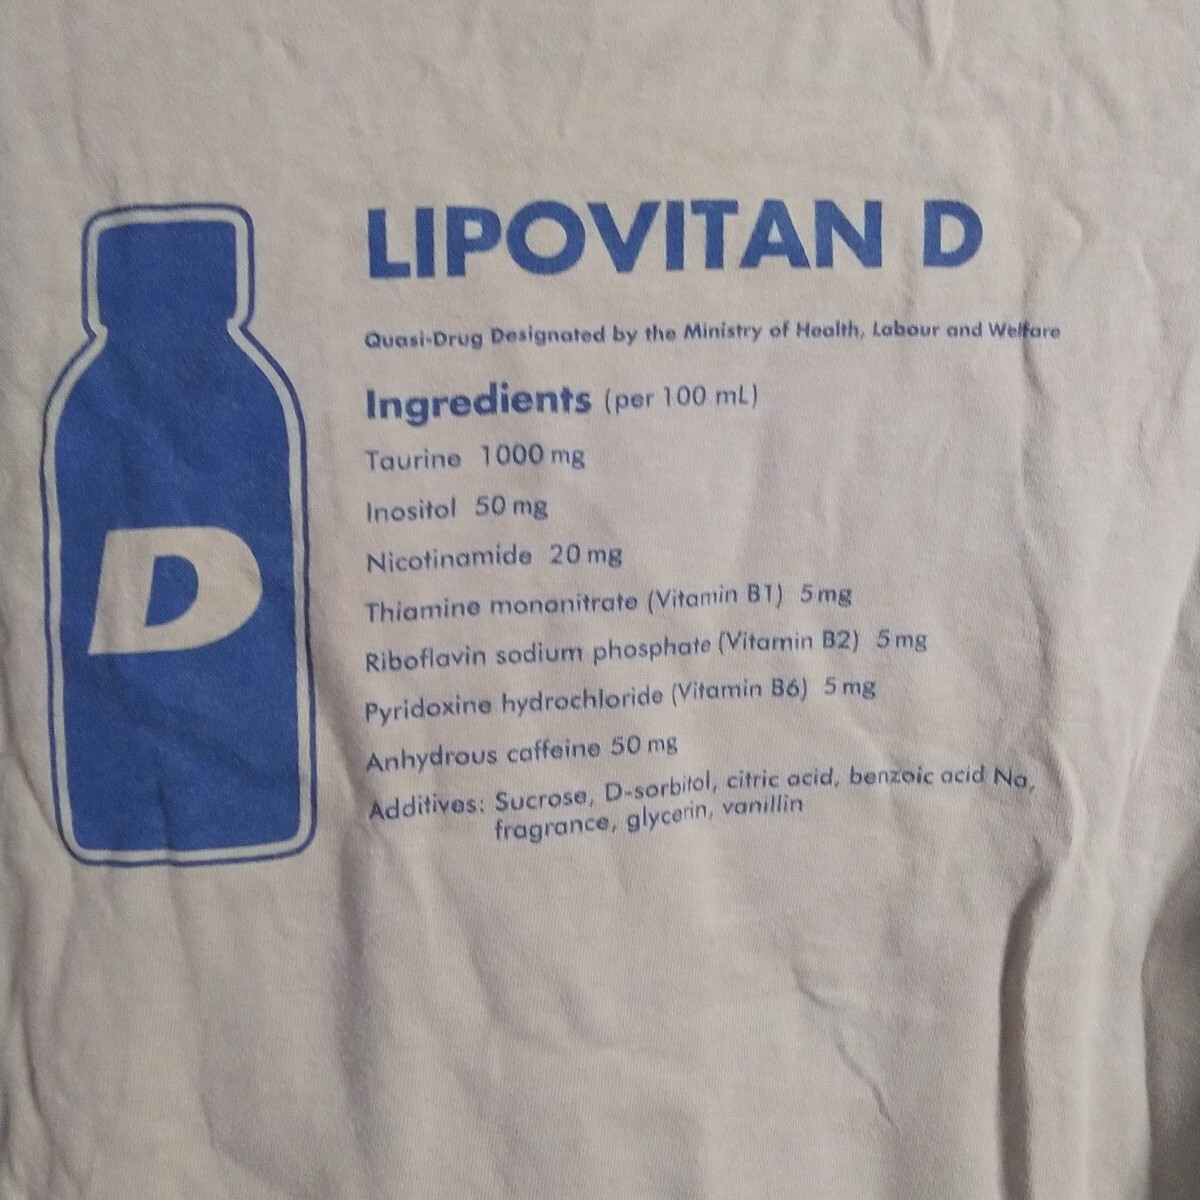 LIPOVITAN D
Quasi-Drug Designated by the Ministry of Health, Labour and Welfare
Ingredients (per 100 mL)
Taurine 1000 mg
Inositol 50 mg
Nicotinamide 20 mg
Thiamine mononitrate (Vitamin B1) 5 mg
Riboflavin sodium phosphate (Vitamin B2) 5 mg
Pyridoxine hydrochloride (Vitamin B6) 5 mg
Anhydrous caffeine 50 mg
Additives: Sucrose, D-sorbitol, citric acid, benzoic acid Na,
fragrance, glycerin, vanillin
D